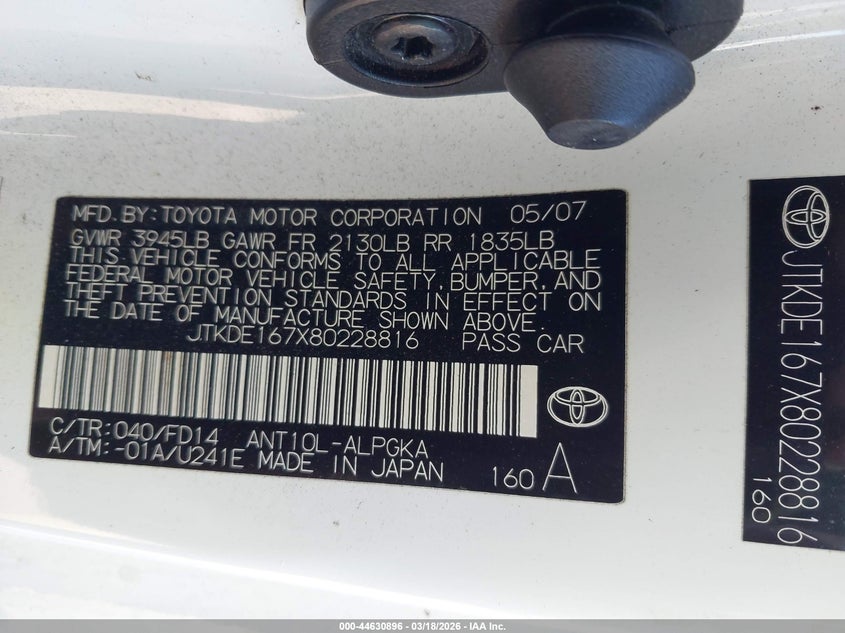 MFD.BY:TOYOTA MOTOR CORPORATION 05/07
GVWR 3945LB GAWR FR 2130LB RR 1835LB
THIS VEHICLE CONFORMS TO ALL APPLICABLE
FEDERAL MOTOR VEHICLE SAFETY,BUMPER,AND
THEFT PREVENTION STANDARDS IN EFFECT ON
THE DATE OF MANUFACTURE SHOWN ABOVE.
JTKDE167X80228816 PASS CAR
C/TR:040/FD14 ANT10L-ALPGKA
A/TM:-01A/U241E MADE IN JAPAN
160 A
JTKDE167X80228816
160
000-44630896 - 03/18/2026 - IAA Inc.